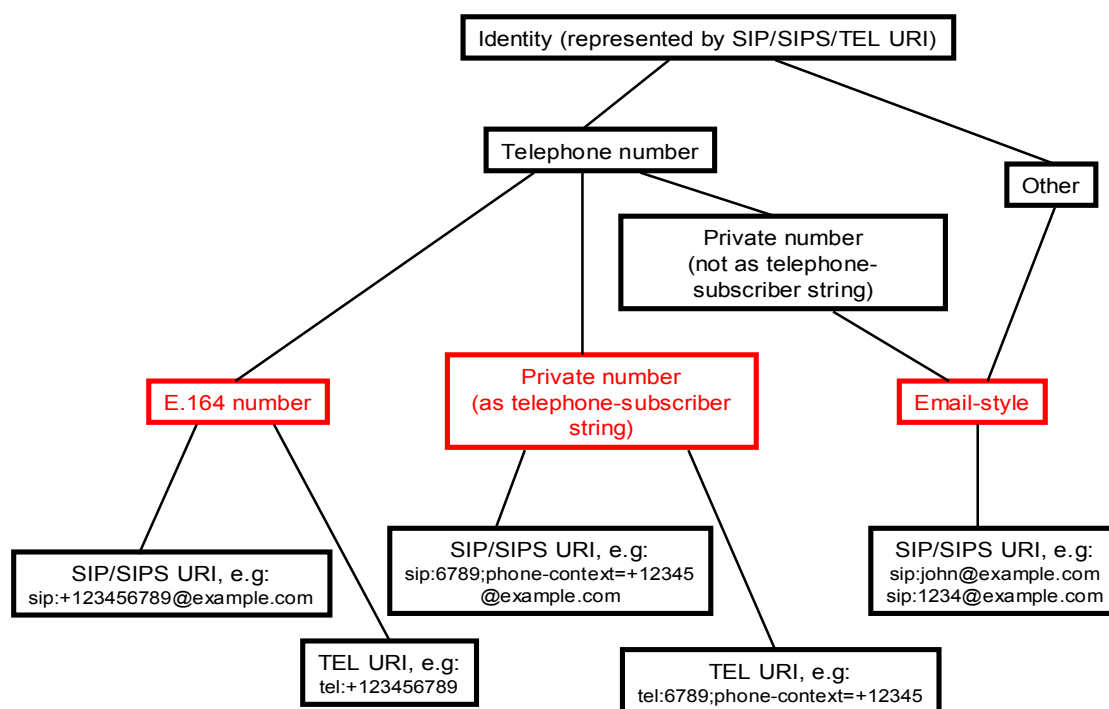 Identity (represented by SIP/SIPS/TEL URI)
Telephone number
Other
Private number
(not as telephone-
subscriber string)
E.164 number
Private number
(as telephone-subscriber
string)
Email-style
SIP/SIPS URI, e.g:
sip:+123456789@example.com
SIP/SIPS URI, e.g:
sip:6789;phone-context=+12345
@example.com
SIP/SIPS URI, e.g:
sip:john@example.com
sip:1234@example.com
TEL URI, e.g:
tel:+123456789
TEL URI, e.g:
tel:6789;phone-context=+12345